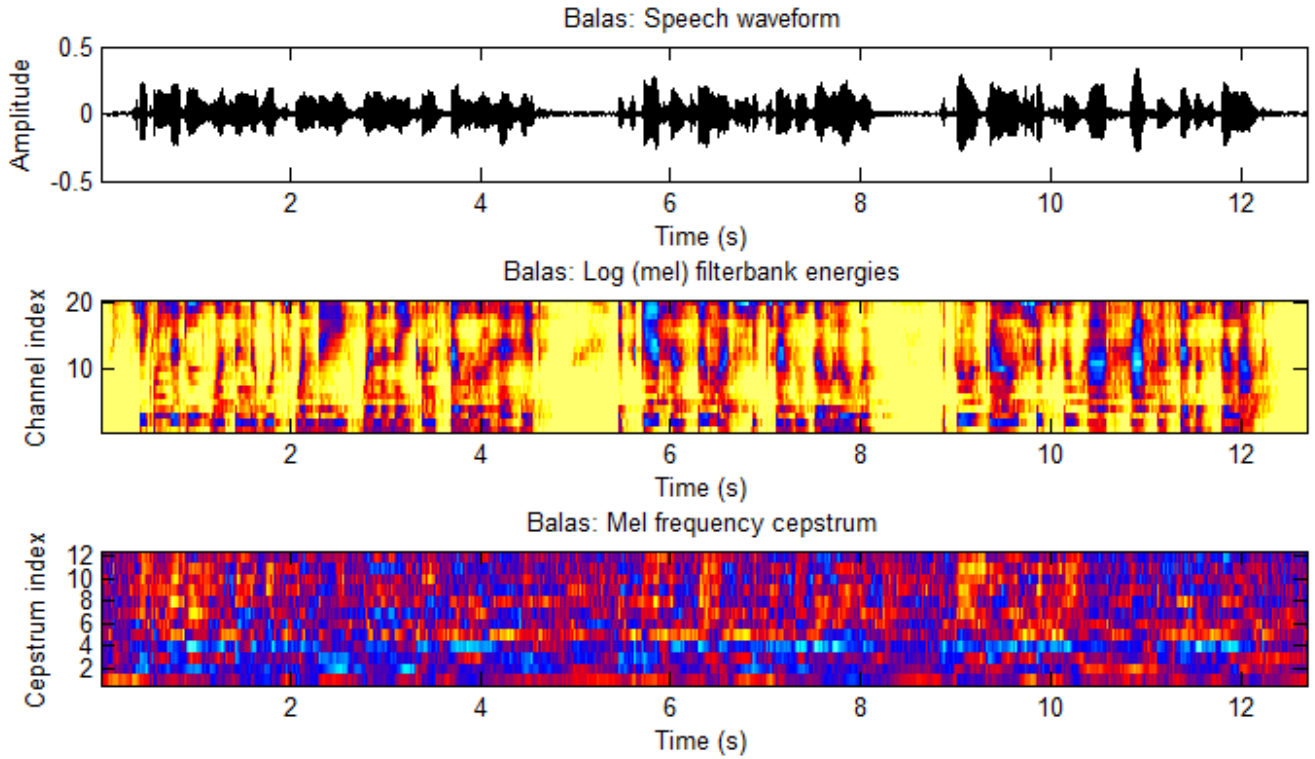 Balas: Speech waveform
0.5
0
-0.5
Amplitude
2 4 6 8 10 12
Time (s)
Balas: Log (mel) filterbank energies
20
10
Channel index
2 4 6 8 10 12
Time (s)
Balas: Mel frequency cepstrum
12
10
8
6
4
2
Cepstrum index
2 4 6 8 10 12
Time (s)